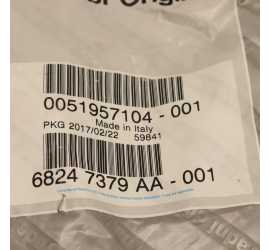 0051957104 - 001
Made in Italy
PKG 2017/02/22 59841
6824 7379 AA - 001